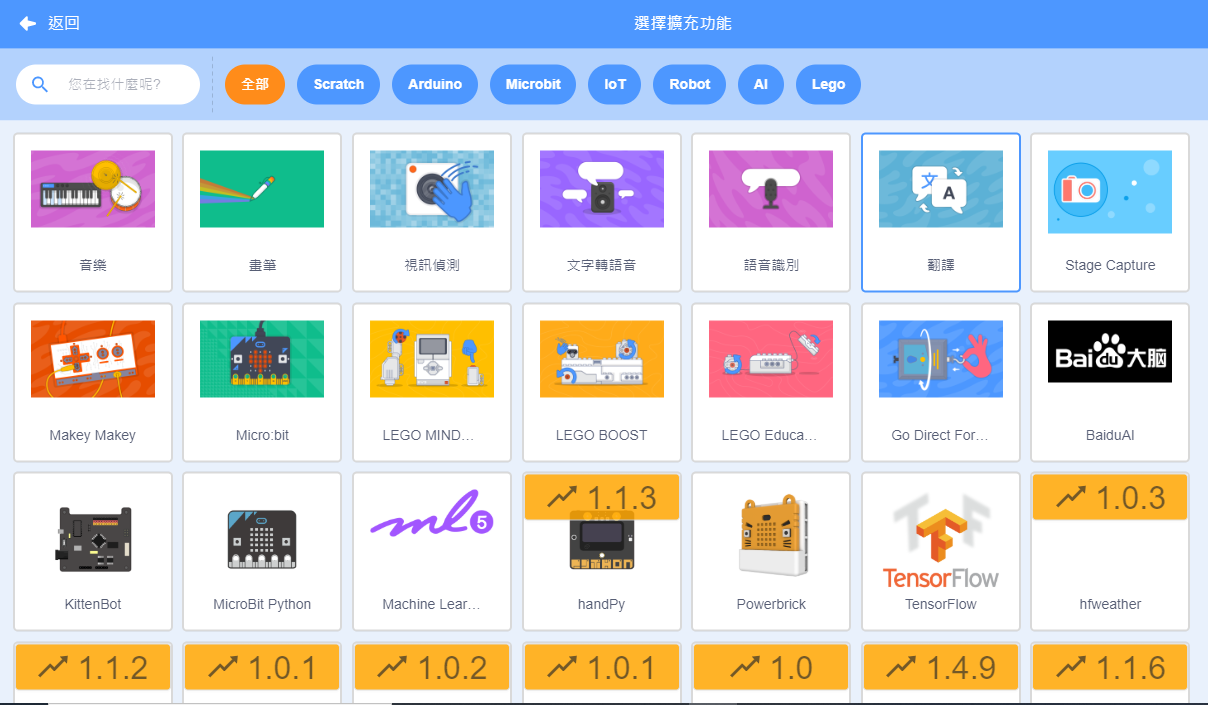 返回
選擇擴充功能
您在找什麼呢?
全部
Scratch
Arduino
Microbit
IoT
Robot
AI
Lego
音樂
畫筆
視訊偵測
文字轉語音
語音識別
文
A
翻譯
Stage Capture
Makey Makey
Micro:bit
LEGO MIND...
LEGO BOOST
LEGO Educa...
Go Direct For...
Bai du 大脑
BaiduAI
KittenBot
MicroBit Python
ml5
Machine Lear...
1.1.3
handPy
Powerbrick
TensorFlow
TensorFlow
1.0.3
hfweather
1.1.2
1.0.1
1.0.2
1.0.1
1.0
1.4.9
1.1.6